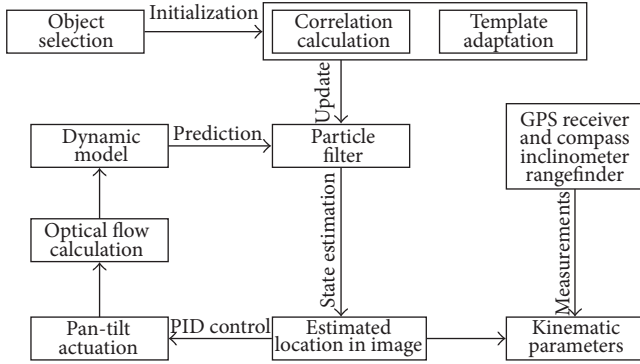 Object
selection
Initialization
Correlation
calculation
Template
adaptation
Update
Dynamic
model
Prediction
Particle
filter
GPS receiver
and compass
inclinometer
rangefinder
Optical flow
calculation
State estimation
Measurements
Pan-tilt
actuation
PID control
Estimated
location in image
Kinematic
parameters